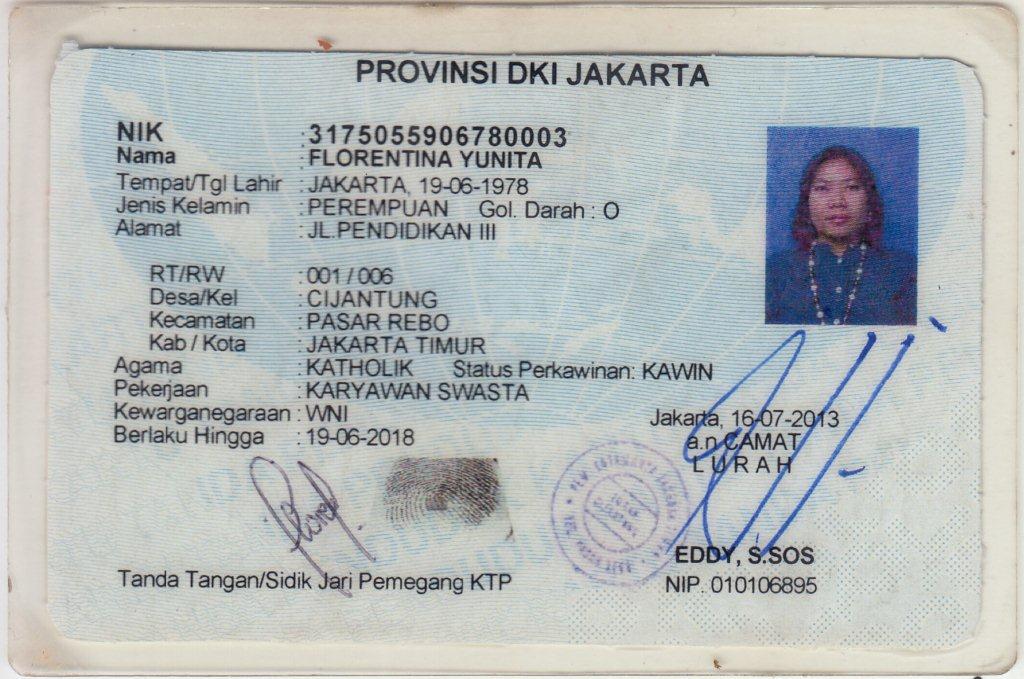 PROVINSI DKI JAKARTA
NIK : 3175055906780003
Nama : FLORENTINA YUNITA
Tempat/Tgl Lahir : JAKARTA, 19-06-1978
Jenis Kelamin : PEREMPUAN Gol. Darah : O
Alamat : JL.PENDIDIKAN III
RT/RW : 001 / 006
Desa/Kel : CIJANTUNG
Kecamatan : PASAR REBO
Kab / Kota : JAKARTA TIMUR
Agama : KATHOLIK Status Perkawinan: KAWIN
Pekerjaan : KARYAWAN SWASTA
Kewarganegaraan : WNI
Berlaku Hingga : 19-06-2018
Jakarta, 16-07-2013
a.n CAMAT
L U R A H
EDDY, S.SOS
NIP. 010106895
Tanda Tangan/Sidik Jari Pemegang KTP